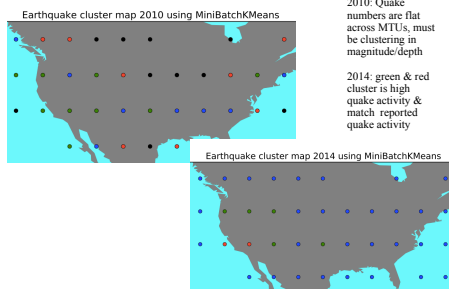 Earthquake cluster map 2010 using MiniBatchKMeans
2010: Quake
numbers are flat
across MTUs, must
be clustering in
magnitude/depth
2014: green & red
cluster is high
quake activity &
match reported
quake activity
Earthquake cluster map 2014 using MiniBatchKMeans